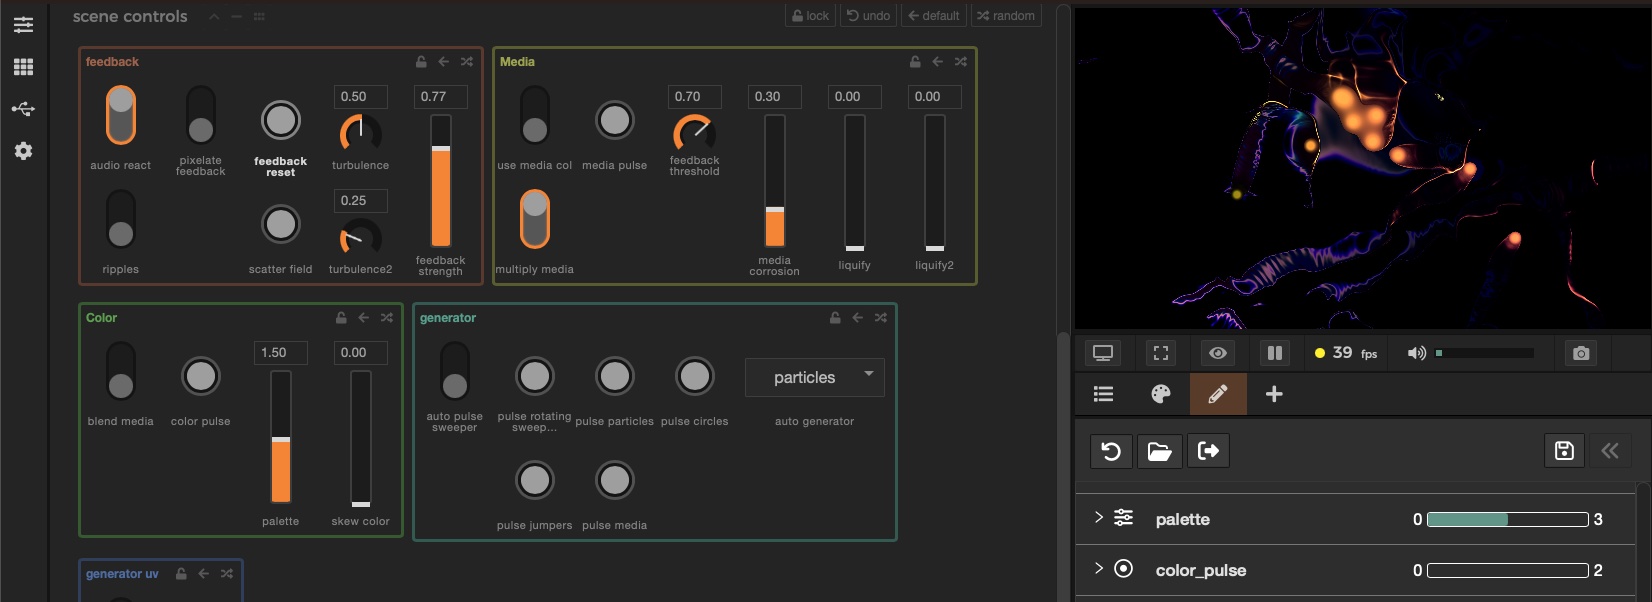 scene controls
lock
undo
default
random
feedback
audio react
pixelate
feedback
feedback
reset
0.50
turbulence
0.77
ripples
scatter field
0.25
turbulence2
feedback
strength
Media
use media col
media pulse
0.70
feedback
threshold
0.30
0.00
0.00
multiply media
media
corrosion
liquify
liquify2
Color
blend media
color pulse
1.50
palette
0.00
skew color
generator
auto pulse
sweeper
pulse rotating
sweep...
pulse particles
pulse circles
particles
auto generator
pulse jumpers
pulse media
generator uv
39 fps
palette
0
3
color_pulse
0
2